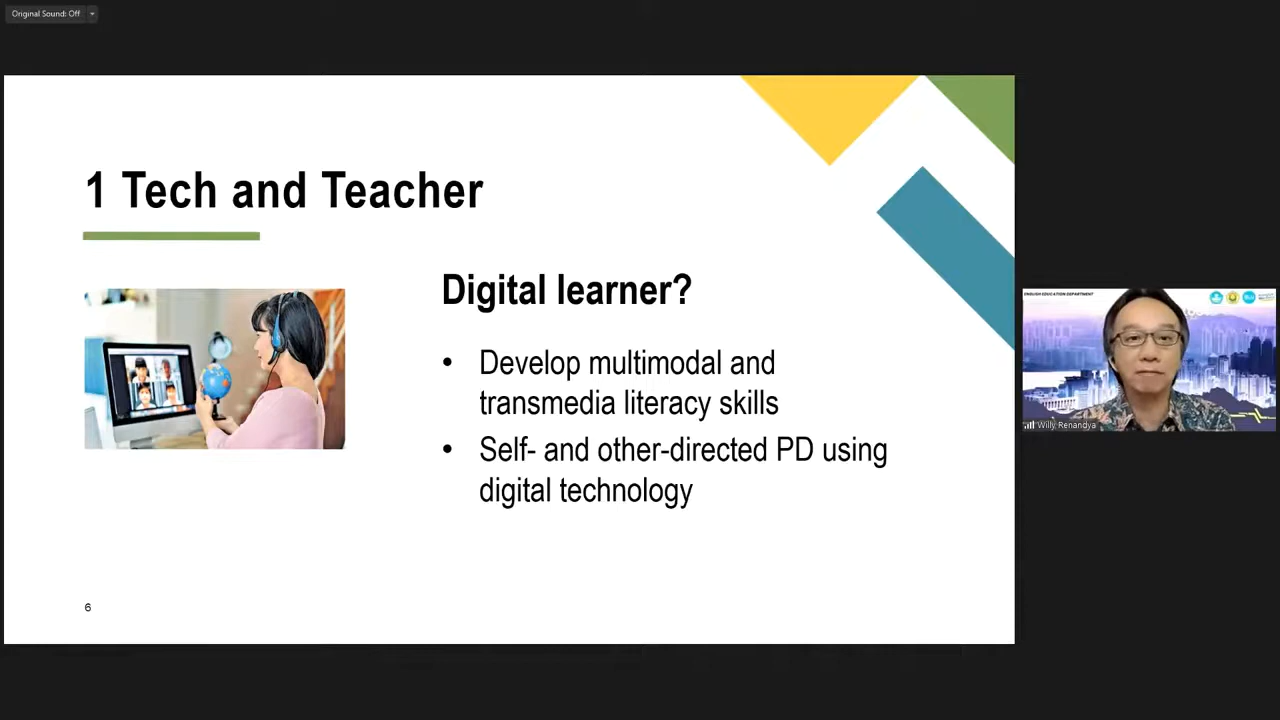 Original Sound: Off
1 Tech and Teacher
Digital learner?
• Develop multimodal and
transmedia literacy skills
• Self- and other-directed PD using
digital technology
6
ENGLISH EDUCATION DEPARTMENT
Willy Renandya